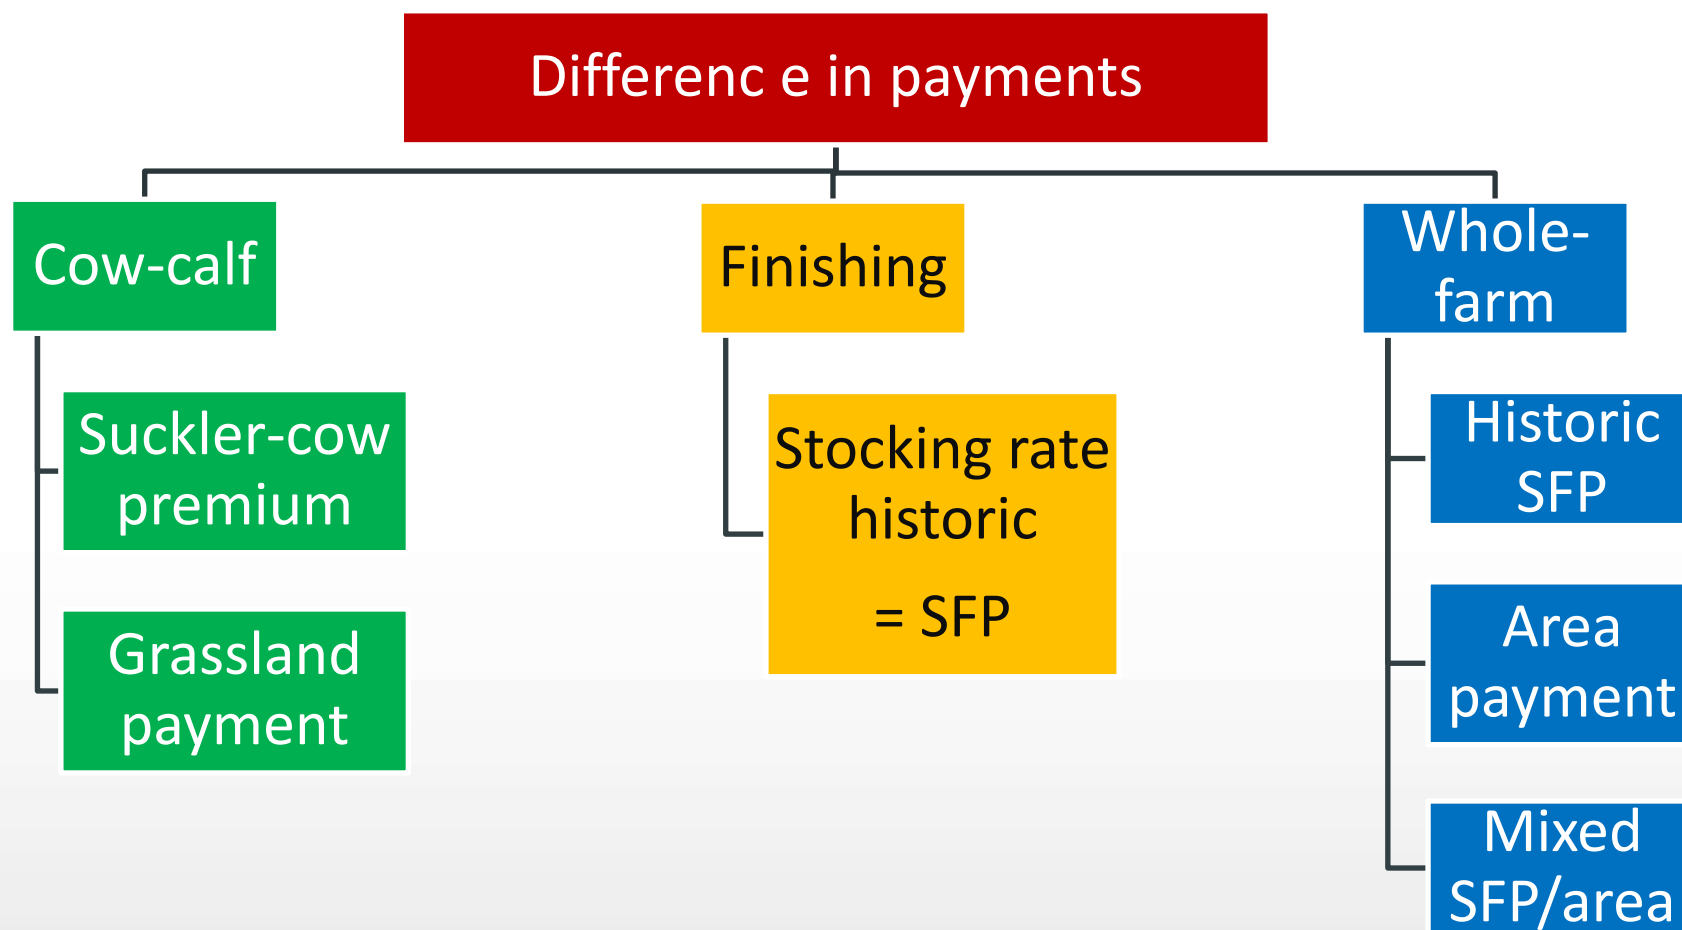 Differenc e in payments
Cow-calf
Suckler-cow
premium
Grassland
payment
Finishing
Stocking rate
historic
= SFP
Whole-
farm
Historic
SFP
Area
payment
Mixed
SFP/area